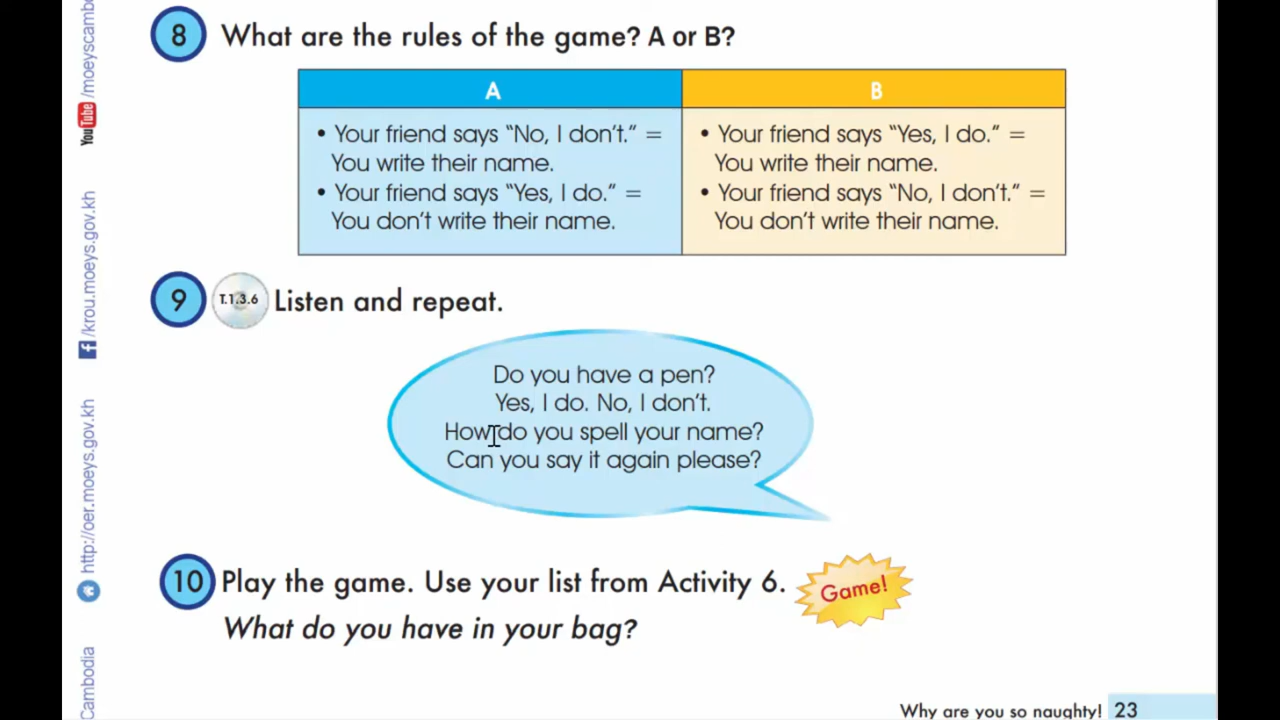 8 What are the rules of the game? A or B?
A
• Your friend says “No, I don’t.” =
You write their name.
• Your friend says “Yes, I do.” =
You don’t write their name.
B
• Your friend says “Yes, I do.” =
You write their name.
• Your friend says “No, I don’t.” =
You don’t write their name.
9 T.1.3.6 Listen and repeat.
Do you have a pen?
Yes, I do. No, I don’t.
How do you spell your name?
Can you say it again please?
10 Play the game. Use your list from Activity 6.
Game!
What do you have in your bag?
Why are you so naughty! 23
YouTube /moeyscambo
f /krou.moeys.gov.kh
http://oer.moeys.gov.kh
Cambodia